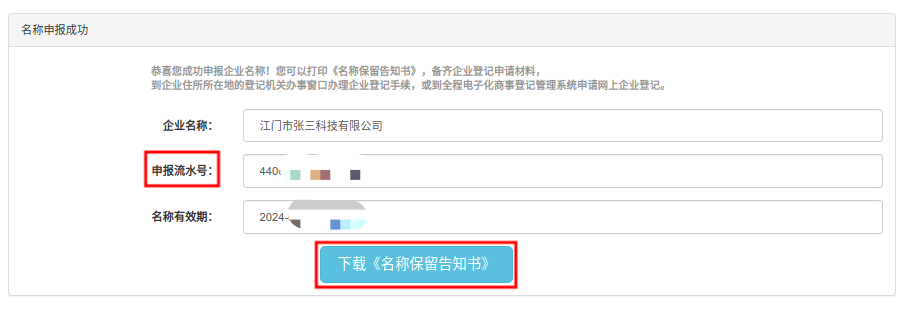 名称申报成功
恭喜您成功申报企业名称！您可以打印《名称保留告知书》，备齐企业登记申请材料，
到企业住所所在地的登记机关办事窗口办理企业登记手续，或到全程电子化商事登记管理系统申请网上企业登记。
企业名称： 江门市张三科技有限公司
申报流水号： 440
名称有效期： 2024-
下载《名称保留告知书》